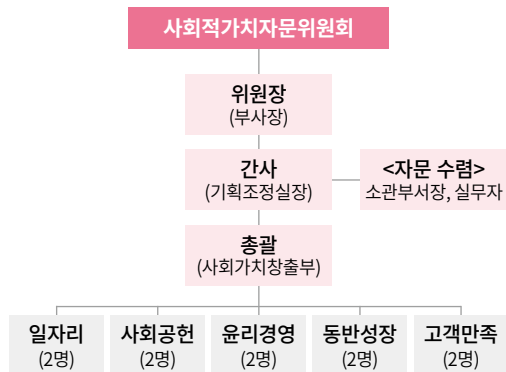 사회적가치자문위원회
위원장
(부사장)
간사
(기획조정실장)
<자문 수렴>
소관부서장, 실무자
총괄
(사회가치창출부)
일자리
(2명)
사회공헌
(2명)
윤리경영
(2명)
동반성장
(2명)
고객만족
(2명)